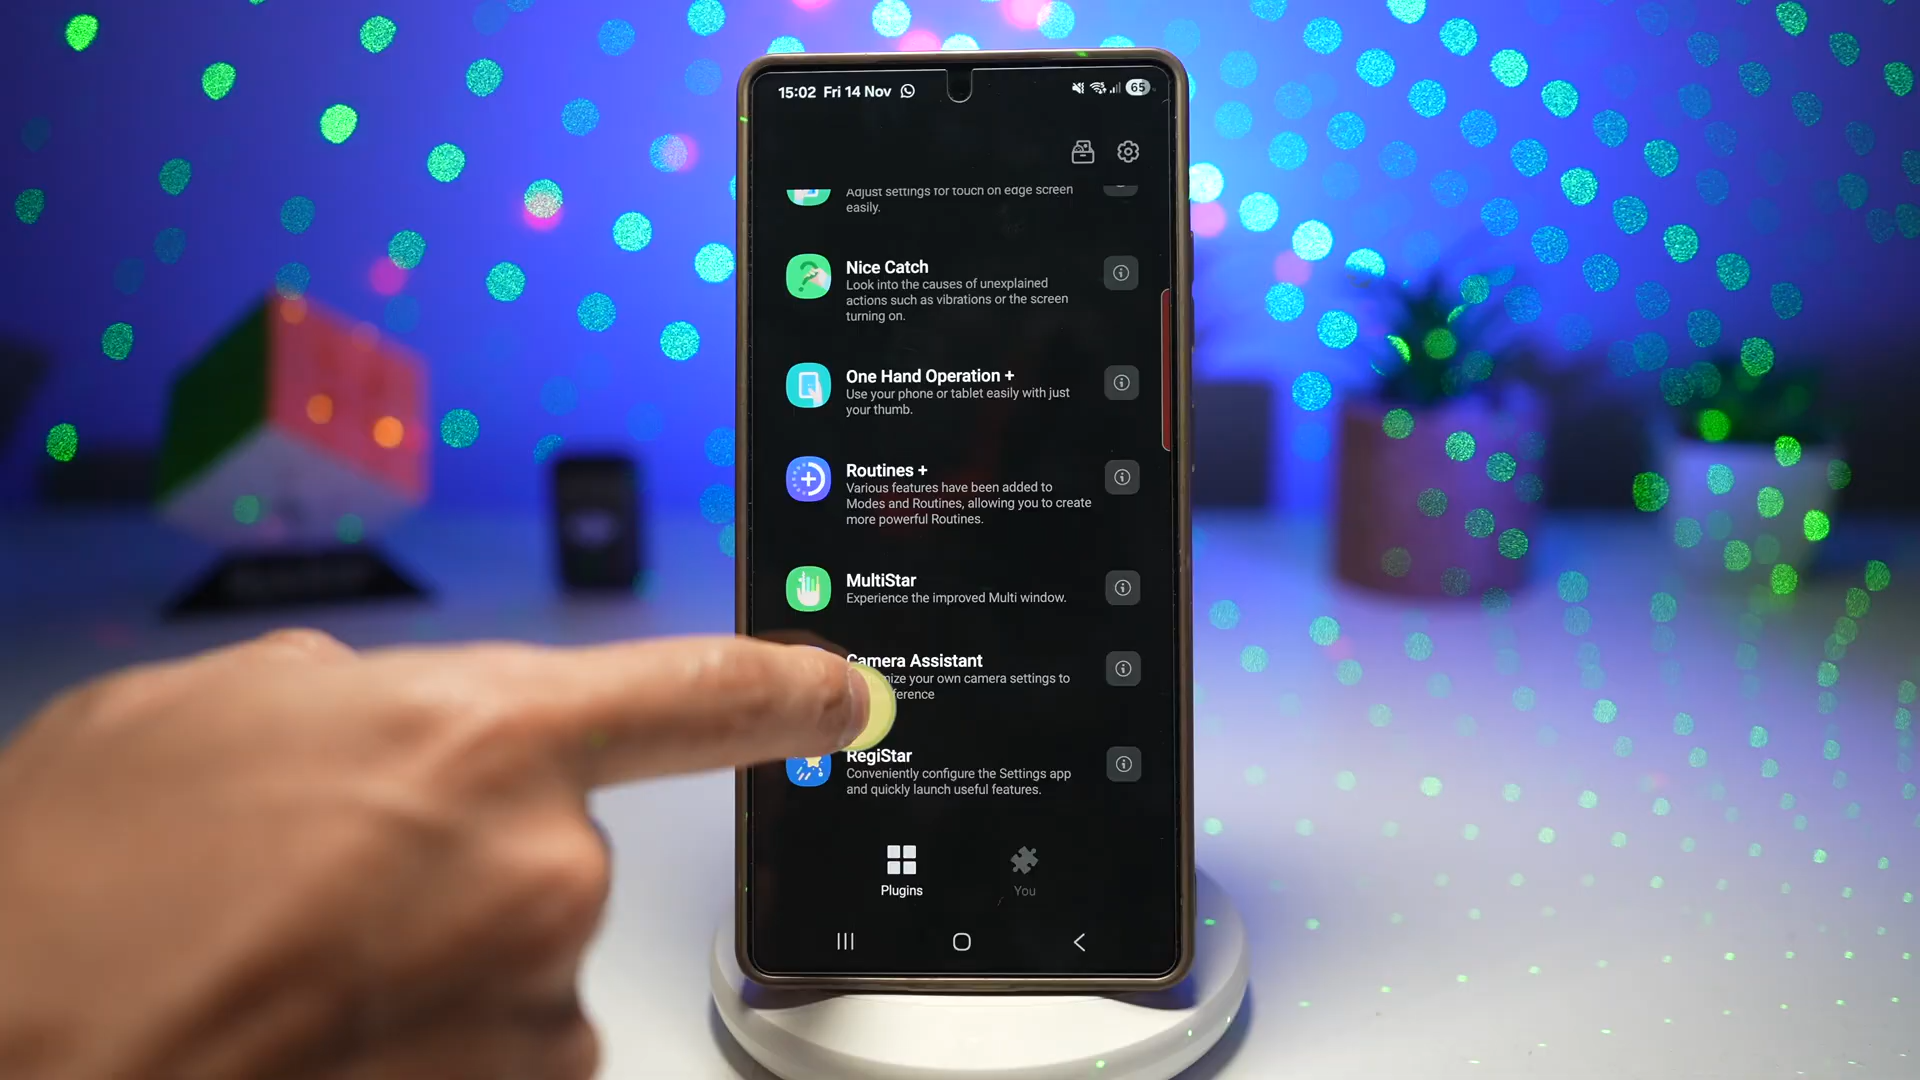 15:02 Fri 14 Nov
65
Adjust settings for touch on edge screen
easily.
Nice Catch
Look into the causes of unexplained
actions such as vibrations or the screen
turning on.
One Hand Operation +
Use your phone or tablet easily with just
your thumb.
Routines +
Various features have been added to
Modes and Routines, allowing you to create
more powerful Routines.
MultiStar
Experience the improved Multi window.
Camera Assistant
your own camera settings to
RegiStar
Conveniently configure the Settings app
and quickly launch useful features.
Plugins
You